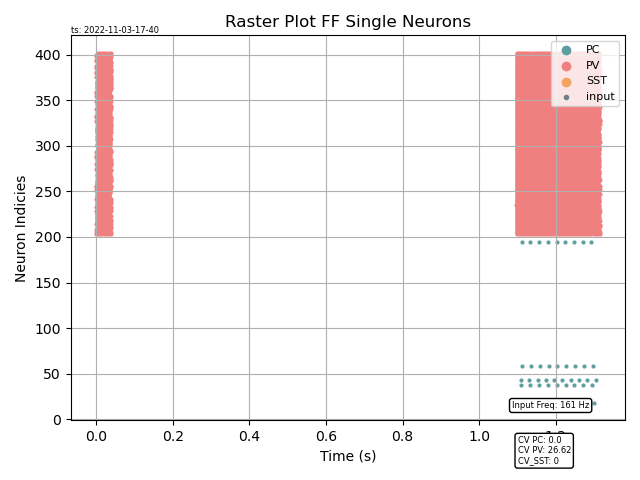 Raster Plot FF Single Neurons
ts: 2022-11-03-17-40
PC
PV
SST
input
400
350
300
250
200
150
100
50
0
Neuron Indicies
Input Freq: 161 Hz
0.0 0.2 0.4 0.6 0.8 1.0
Time (s)
CV PC: 0.0
CV PV: 26.62
CV_SST: 0